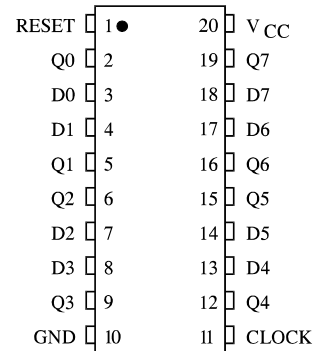 RESET 1 20 VCC
Q0 2 19 Q7
D0 3 18 D7
D1 4 17 D6
Q1 5 16 Q6
Q2 6 15 Q5
D2 7 14 D5
D3 8 13 D4
Q3 9 12 Q4
GND 10 11 CLOCK